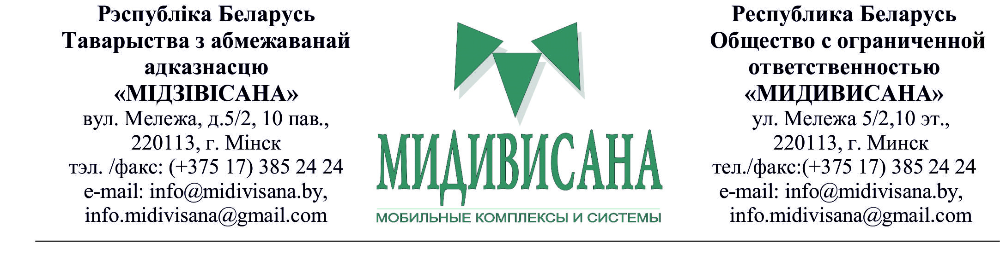 Рэспубліка Беларусь
Таварыства з абмежаванай
адказнасцю
«МІДЗІВІСАНА»
вул. Мележа, д.5/2, 10 пав.,
220113, г. Мінск
тэл. /факс: (+375 17) 385 24 24
e-mail: info@midivisana.by,
info.midivisana@gmail.com
МИДИВИСАНА
МОБИЛЬНЫЕ КОМПЛЕКСЫ И СИСТЕМЫ
Республика Беларусь
Общество с ограниченной
ответственностью
«МИДИВИСАНА»
ул. Мележа 5/2,10 эт.,
220113, г. Минск
тел./факс:(+375 17) 385 24 24
e-mail: info@midivisana.by,
info.midivisana@gmail.com